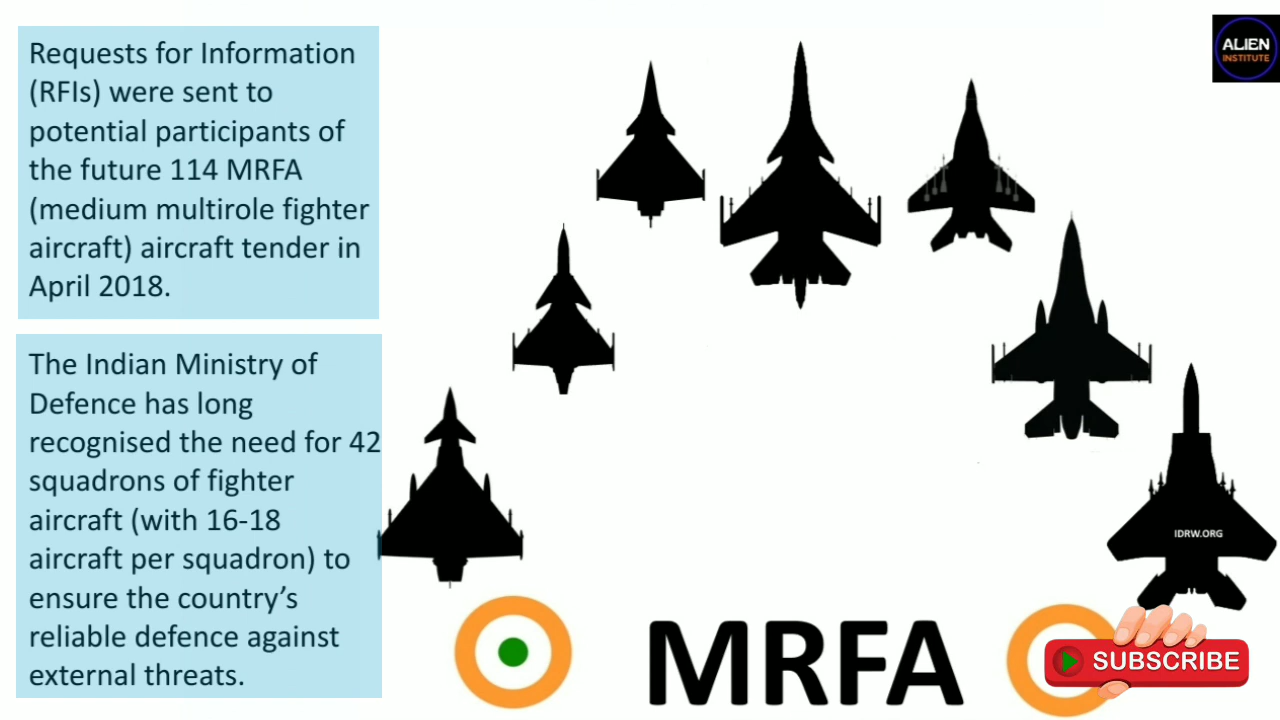 Requests for Information
(RFIs) were sent to
potential participants of
the future 114 MRFA
(medium multirole fighter
aircraft) aircraft tender in
April 2018.
The Indian Ministry of
Defence has long
recognised the need for 42
squadrons of fighter
aircraft (with 16-18
aircraft per squadron) to
ensure the country's
reliable defence against
external threats.
ALIEN
INSTITUTE
IDRW.ORG
MRFA
SUBSCRIBE